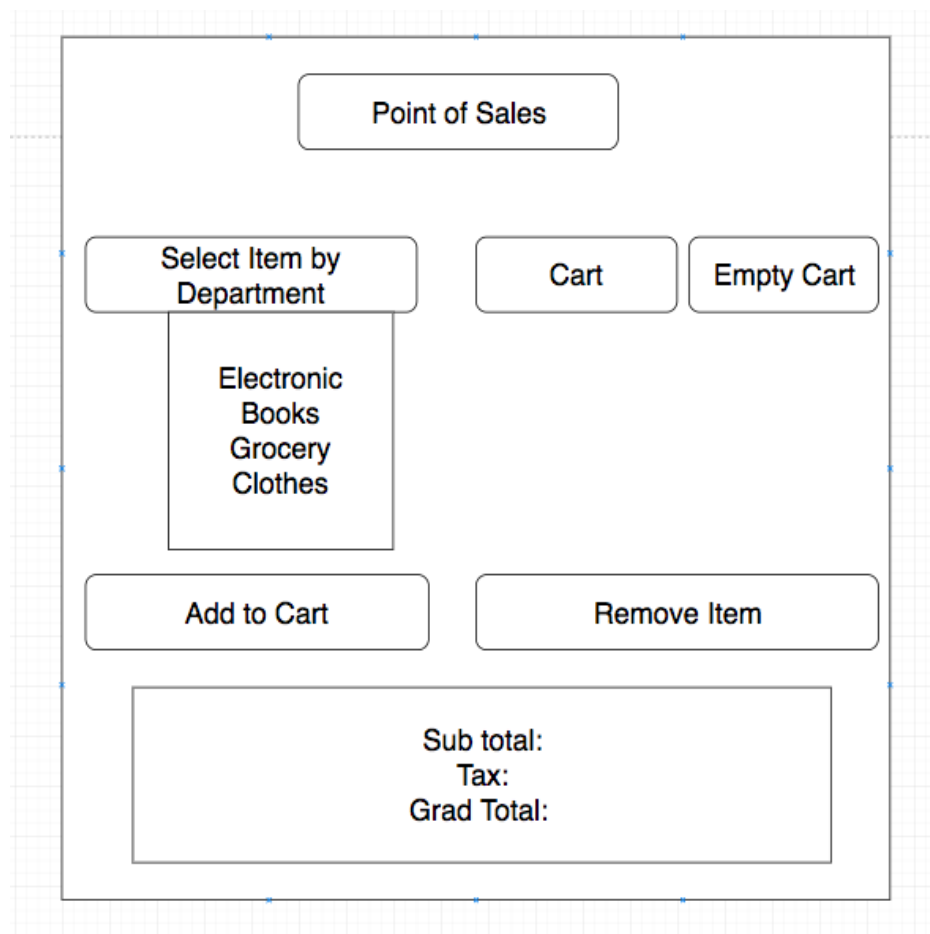 Point of Sales
Select Item by
Department
Cart
Empty Cart
Electronic
Books
Grocery
Clothes
Add to Cart
Remove Item
Sub total:
Tax:
Grad Total: